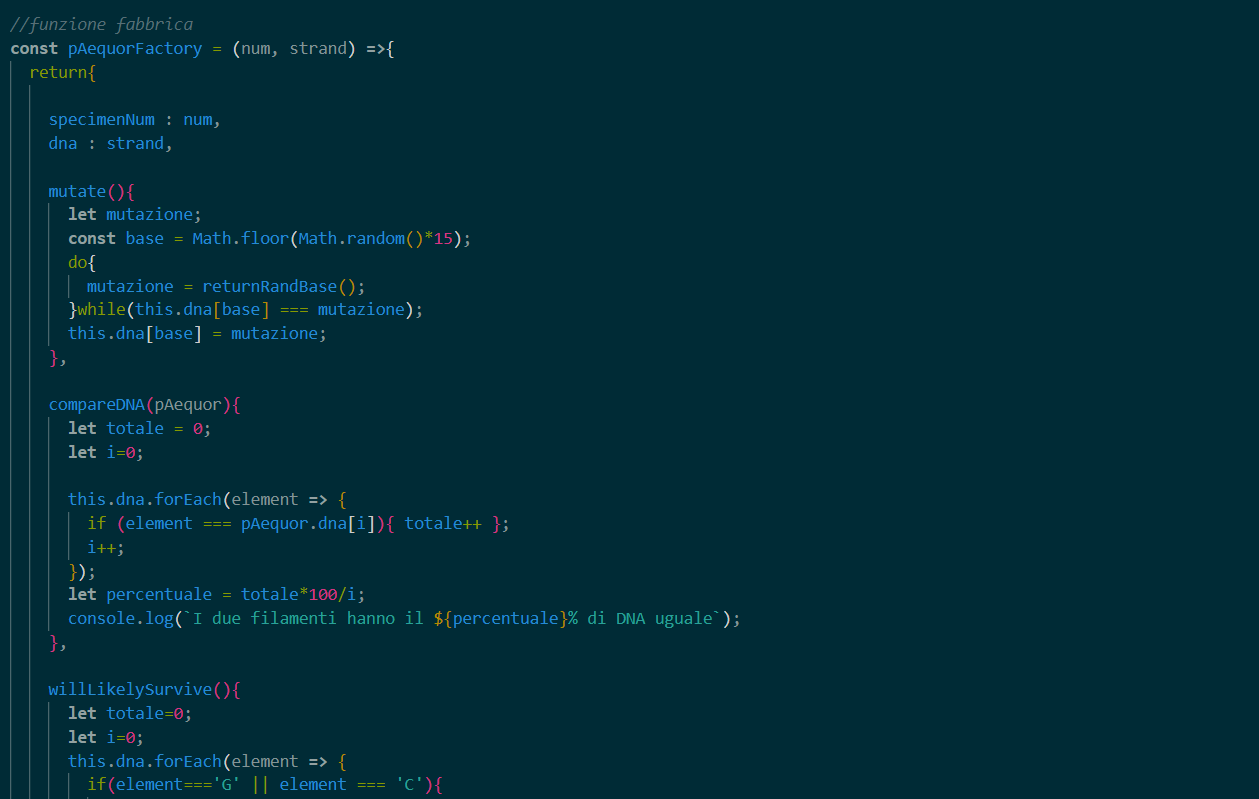 //funzione fabbrica
const pAequorFactory = (num, strand) =>{
return{
specimenNum : num,
dna : strand,
mutate(){
let mutazione;
const base = Math.floor(Math.random()*15);
do{
mutazione = returnRandBase();
}while(this.dna[base] === mutazione);
this.dna[base] = mutazione;
},
compareDNA(pAequor){
let totale = 0;
let i=0;
this.dna.forEach(element => {
if (element === pAequor.dna[i]){ totale++ };
i++;
});
let percentuale = totale*100/i;
console.log(`I due filamenti hanno il ${percentuale}% di DNA uguale`);
},
willLikelySurvive(){
let totale=0;
let i=0;
this.dna.forEach(element => {
if(element==='G' || element === 'C'){